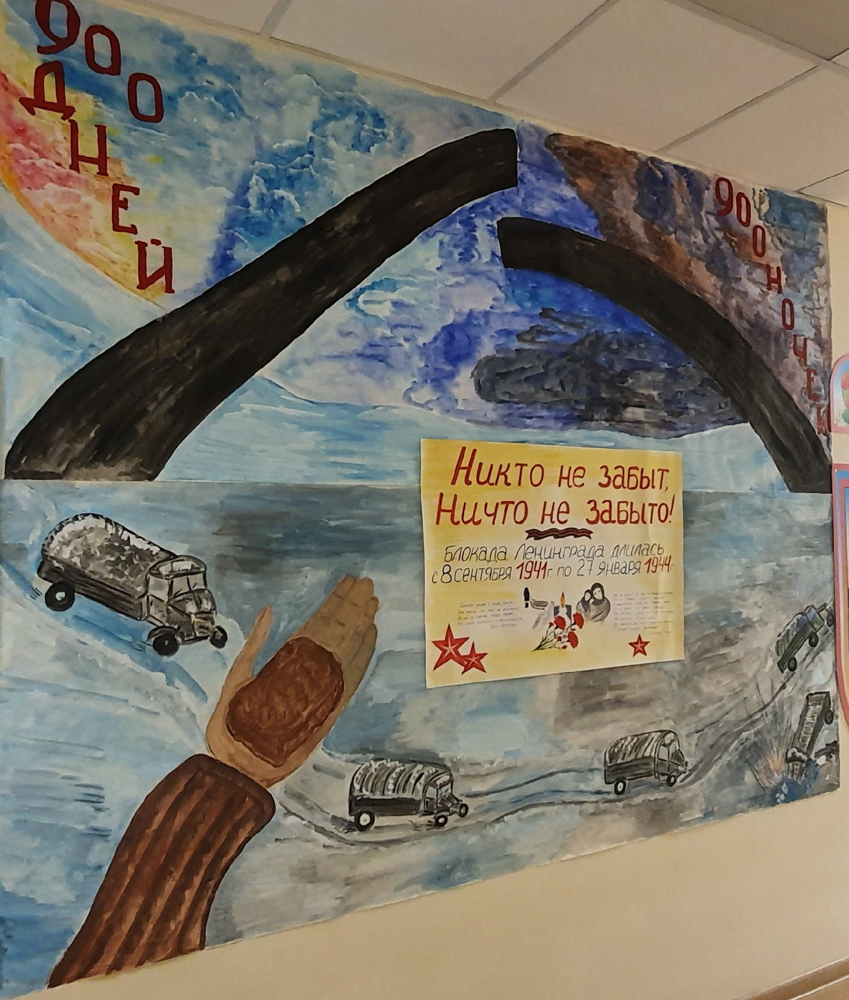 900
ДНЕЙ
900 НОЧЕЙ
Никто не забыт,
Ничто не забыто!
Блокада Ленинграда длилась
с 8 сентября 1941г. по 27 января 1944г.